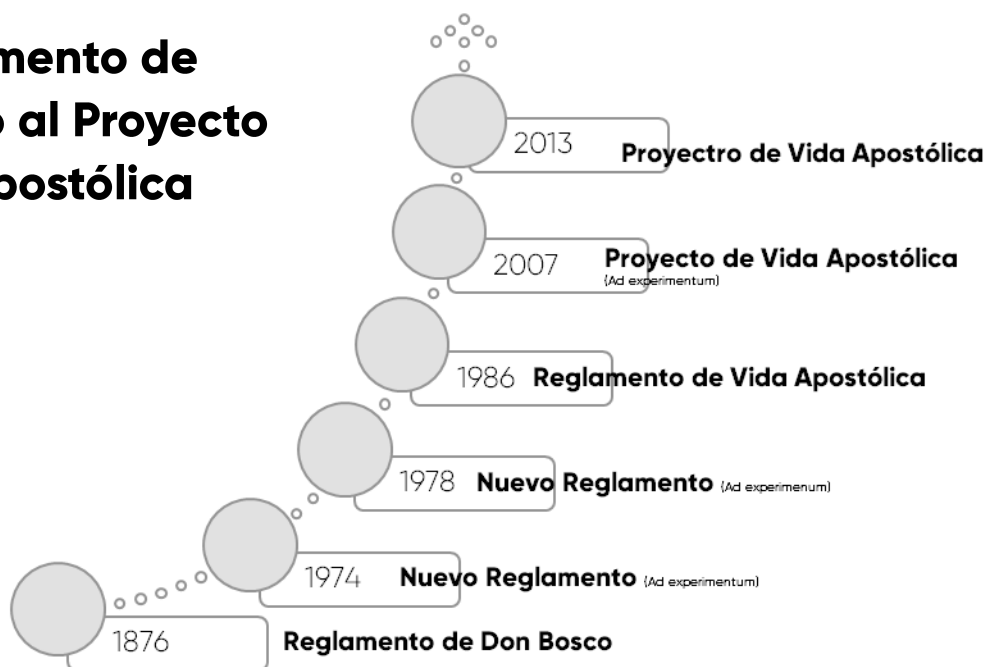 mento de
o al Proyecto
postólica
2013 Proyectro de Vida Apostólica
2007 Proyecto de Vida Apostólica
(Ad experimentum)
1986 Reglamento de Vida Apostólica
1978 Nuevo Reglamento (Ad experimenum)
1974 Nuevo Reglamento (Ad experimentum)
1876 Reglamento de Don Bosco